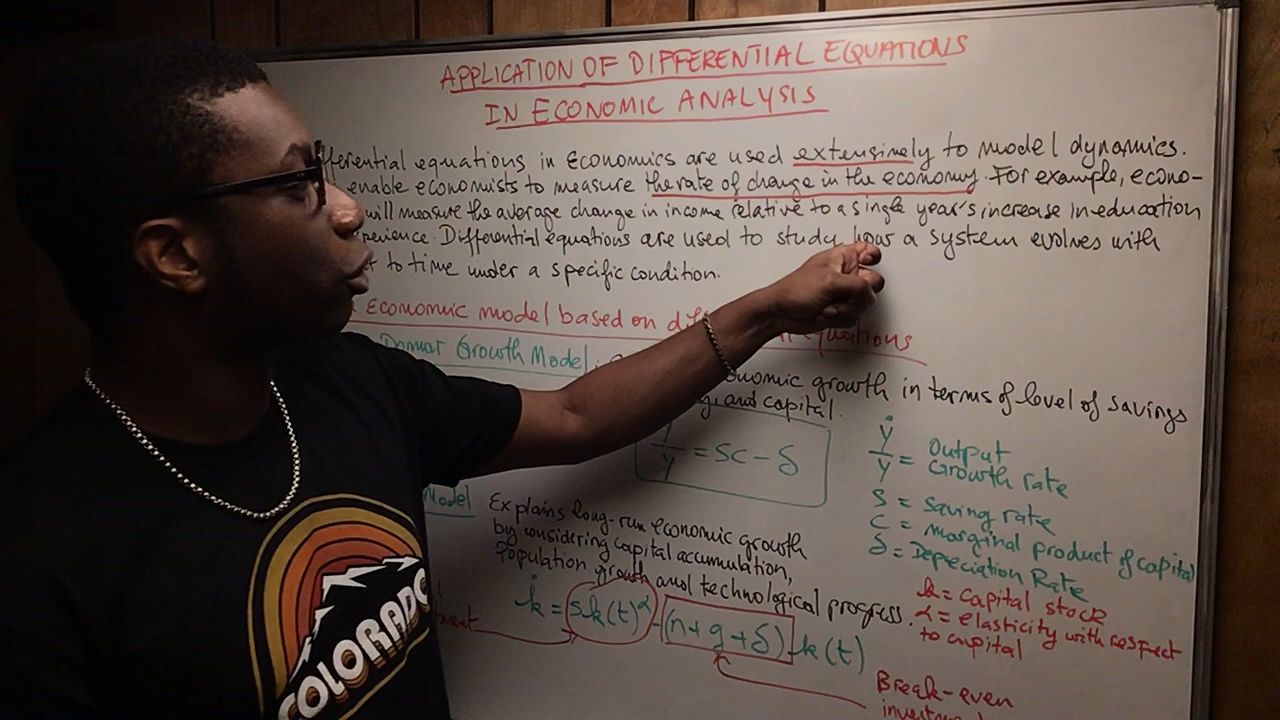 APPLICATION OF DIFFERENTIAL EQUATIONS
IN ECONOMIC ANALYSIS
fferential equations in Economics are used extensively to model dynamics.
enable economists to measure the rate of change in the economy. For example, econo-
will measure the average change in income relative to a single year's increase in education
perience. Differential equations are used to study how a system evolves with
t to time under a specific condition.
Economic model based on dif equations
Domar Growth Model:
onomic growth in terms of level of savings
g, and capital.
Ẏ/Y = sc - δ
ẏ/y = Output Growth rate
S = Saving rate
C = marginal product of capital
δ = Depeciation Rate
Model
Explains long-run economic growth
by considering capital accumulation,
Population growth and technological progress.
k̇ = sk(t)^α - (n+g+δ) k(t)
k = capital stock
α = elasticity with respect
to capital
Break-even
COLORADO